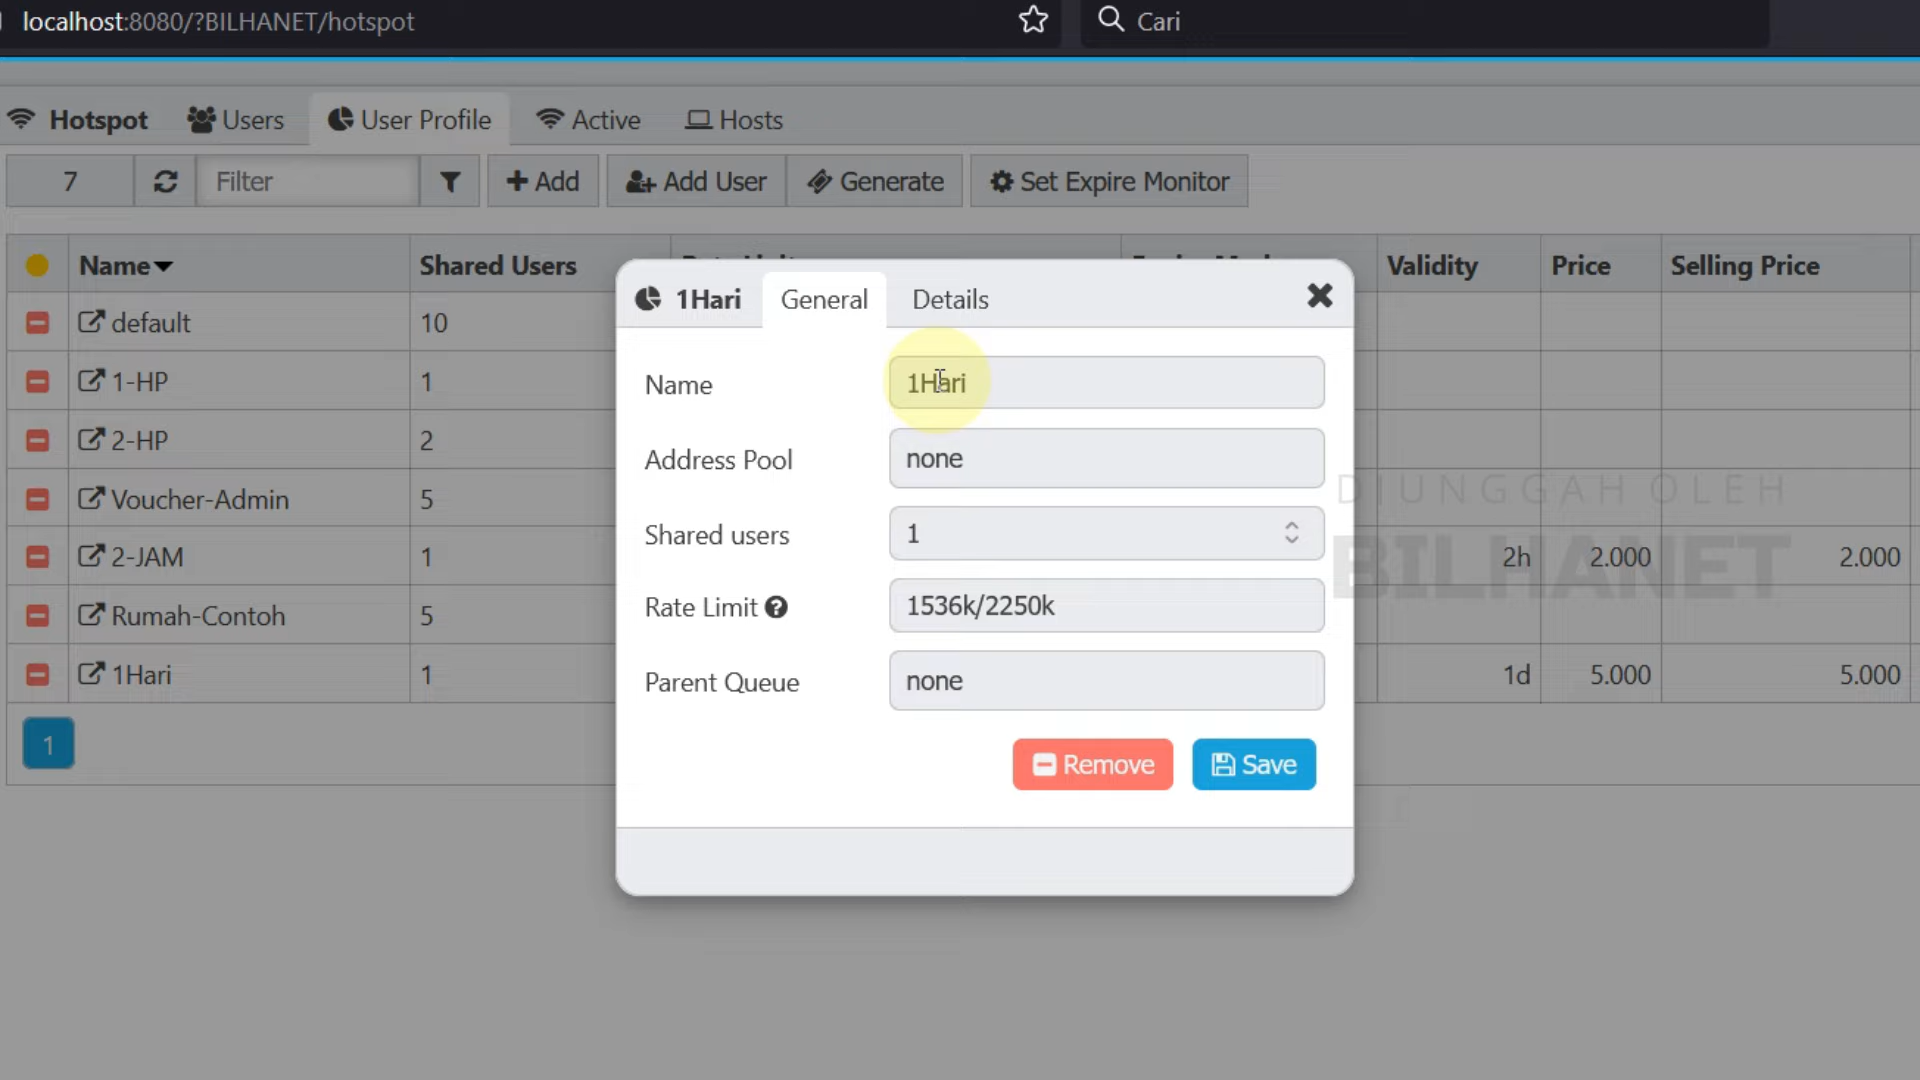 localhost:8080/?BILHANET/hotspot
Cari
Hotspot Users User Profile Active Hosts
7 Filter Add Add User Generate Set Expire Monitor
Name Shared Users Validity Price Selling Price
default 10
1-HP 1
2-HP 2
Voucher-Admin 5
2-JAM 1 2h 2.000 2.000
Rumah-Contoh 5
1Hari 1 1d 5.000 5.000
1
1Hari General Details
Name 1Hari
Address Pool none
Shared users 1
Rate Limit 1536k/2250k
Parent Queue none
Remove Save
DIUNGGAH OLEH
BILHANET